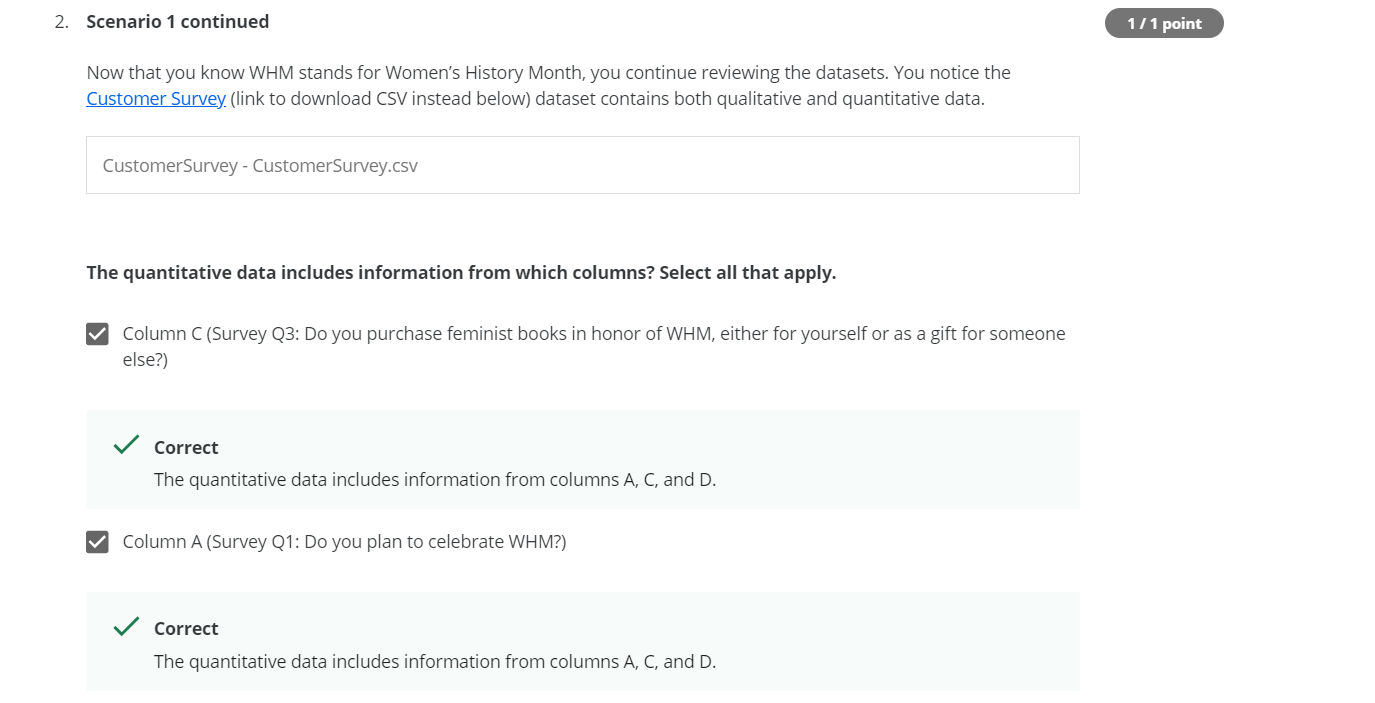 2. Scenario 1 continued
1 / 1 point
Now that you know WHM stands for Women’s History Month, you continue reviewing the datasets. You notice the
Customer Survey (link to download CSV instead below) dataset contains both qualitative and quantitative data.
CustomerSurvey - CustomerSurvey.csv
The quantitative data includes information from which columns? Select all that apply.
Column C (Survey Q3: Do you purchase feminist books in honor of WHM, either for yourself or as a gift for someone
else?)
Correct
The quantitative data includes information from columns A, C, and D.
Column A (Survey Q1: Do you plan to celebrate WHM?)
Correct
The quantitative data includes information from columns A, C, and D.